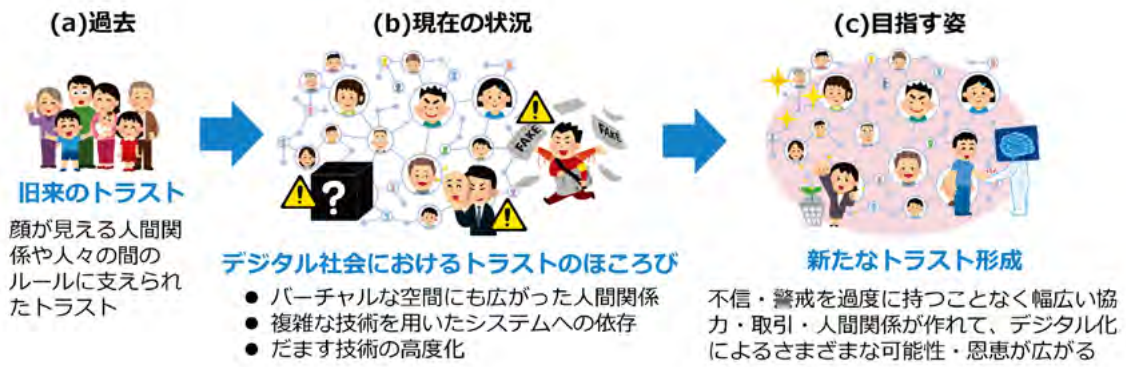 (a)過去
旧来のトラスト
顔が見える人間関
係や人々の間の
ルールに支えられ
たトラスト
(b)現在の状況
FAKE
FAKE
?
デジタル社会におけるトラストのほころび
● バーチャルな空間にも広がった人間関係
● 複雑な技術を用いたシステムへの依存
● だます技術の高度化
(c)目指す姿
新たなトラスト形成
不信・警戒を過度に持つことなく幅広い協
力・取引・人間関係が作れて、デジタル化
によるさまざまな可能性・恩恵が広がる